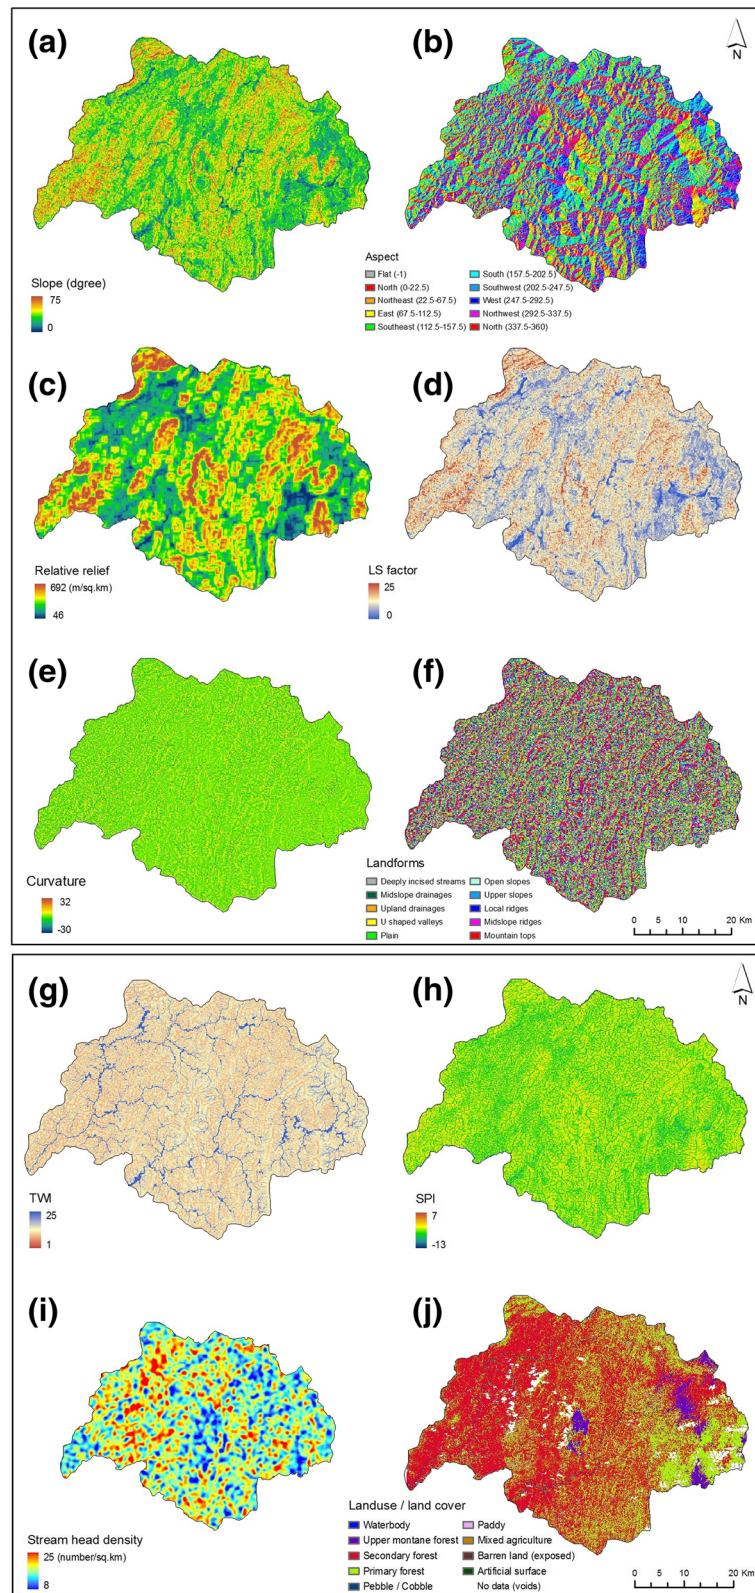 (a)
(b)
N
Slope (dgree)
75
0
Aspect
Flat (-1)
North (0-22.5)
Northeast (22.5-67.5)
East (67.5-112.5)
Southeast (112.5-157.5)
South (157.5-202.5)
Southwest (202.5-247.5)
West (247.5-292.5)
Northwest (292.5-337.5)
North (337.5-360)
(c)
(d)
Relative relief
692 (m/sq.km)
46
LS factor
25
0
(e)
(f)
Curvature
32
-30
Landforms
Deeply incised streams
Midslope drainages
Upland drainages
U shaped valleys
Plain
Open slopes
Upper slopes
Local ridges
Midslope ridges
Mountain tops
0 5 10 20 Km
(g)
(h)
N
TWI
25
1
SPI
7
-13
(i)
(j)
Stream head density
25 (number/sq.km)
8
Landuse / land cover
Waterbody
Upper montane forest
Secondary forest
Primary forest
Pebble / Cobble
Paddy
Mixed agriculture
Barren land (exposed)
Artificial surface
No data (voids)
0 5 10 20 Km